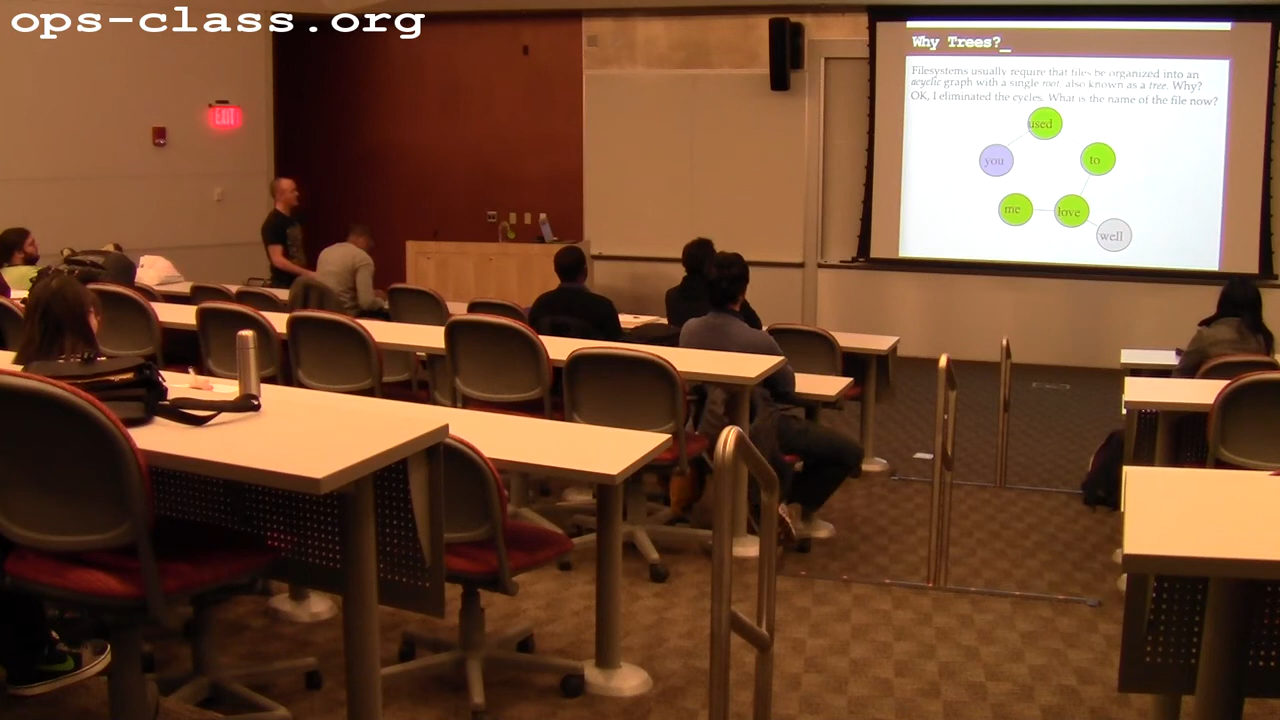 ops-class.org
EXIT
Why Trees?_
Filesystems usually require that files be organized into an
acyclic graph with a single root, also known as a tree. Why?
OK, I eliminated the cycles. What is the name of the file now?
used
you
to
me
love
well